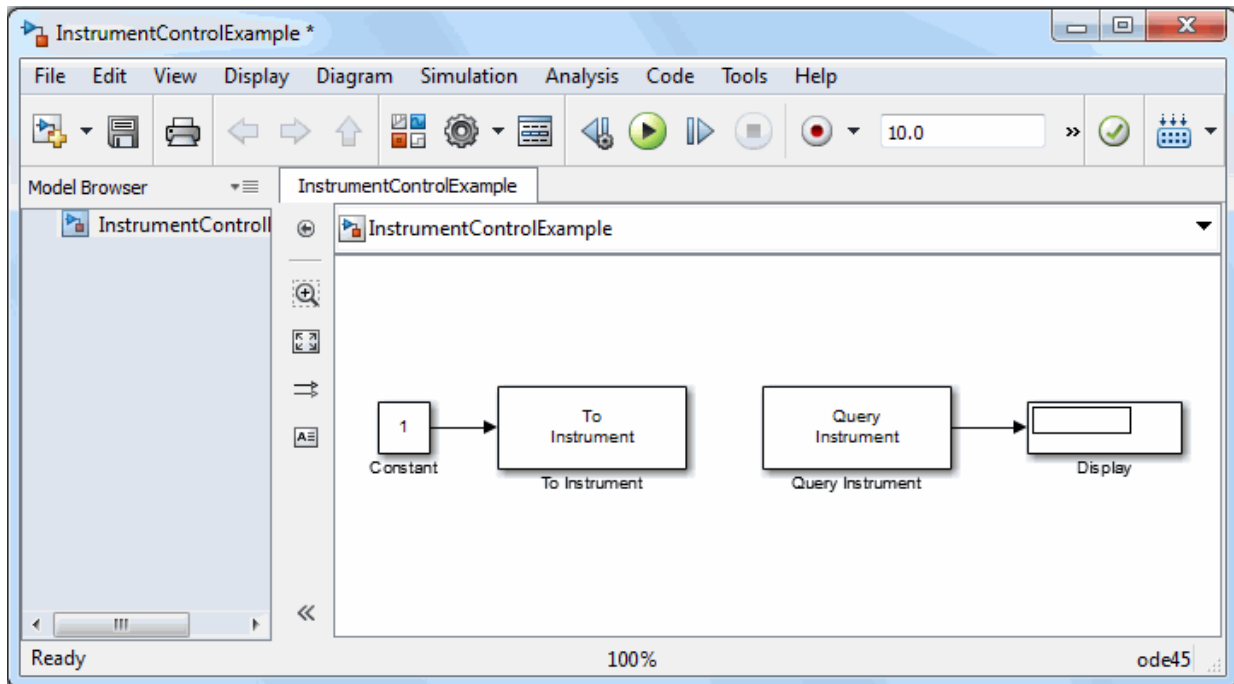 InstrumentControlExample *
File Edit View Display Diagram Simulation Analysis Code Tools Help
10.0 »
Model Browser
InstrumentControlExample
InstrumentControll
InstrumentControlExample
1
To
Instrument
Query
Instrument
Constant
To Instrument
Query Instrument
Display
Ready 100% ode45